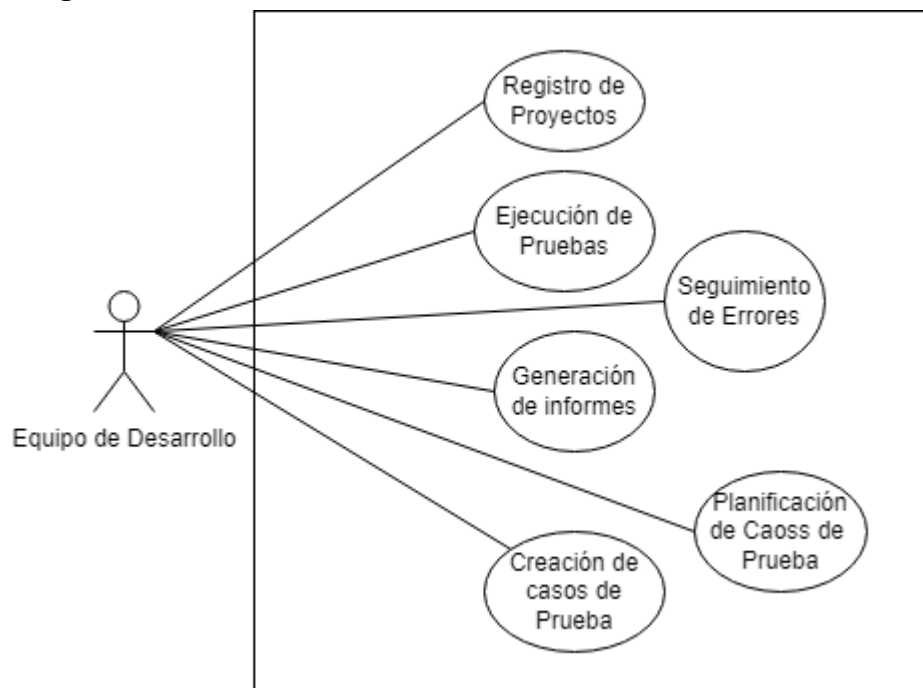 Registro de
Proyectos
Ejecución de
Pruebas
Seguimiento
de Errores
Generación
de informes
Equipo de Desarrollo
Planificación
de Caoss de
Prueba
Creación de
casos de
Prueba